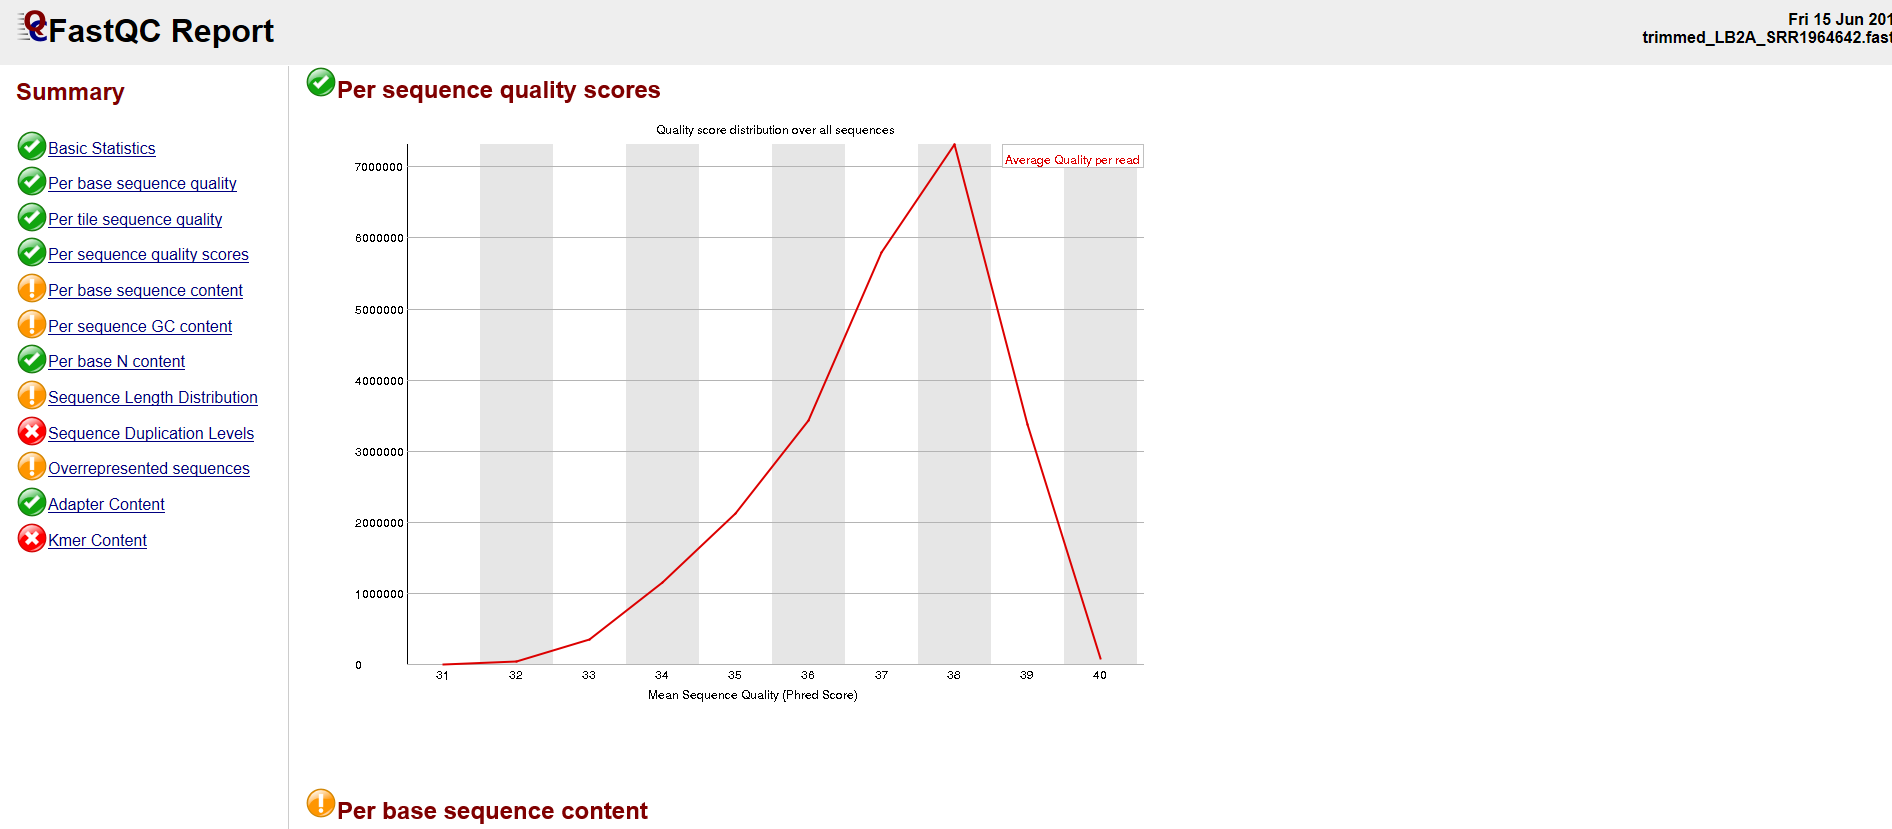 FastQC Report
Fri 15 Jun 201
trimmed_LB2A_SRR1964642.fast
Summary
Basic Statistics
Per base sequence quality
Per tile sequence quality
Per sequence quality scores
Per base sequence content
Per sequence GC content
Per base N content
Sequence Length Distribution
Sequence Duplication Levels
Overrepresented sequences
Adapter Content
Kmer Content
Per sequence quality scores
Quality score distribution over all sequences
Average Quality per read
7000000
6000000
5000000
4000000
3000000
2000000
1000000
0
31 32 33 34 35 36 37 38 39 40
Mean Sequence Quality (Phred Score)
Per base sequence content